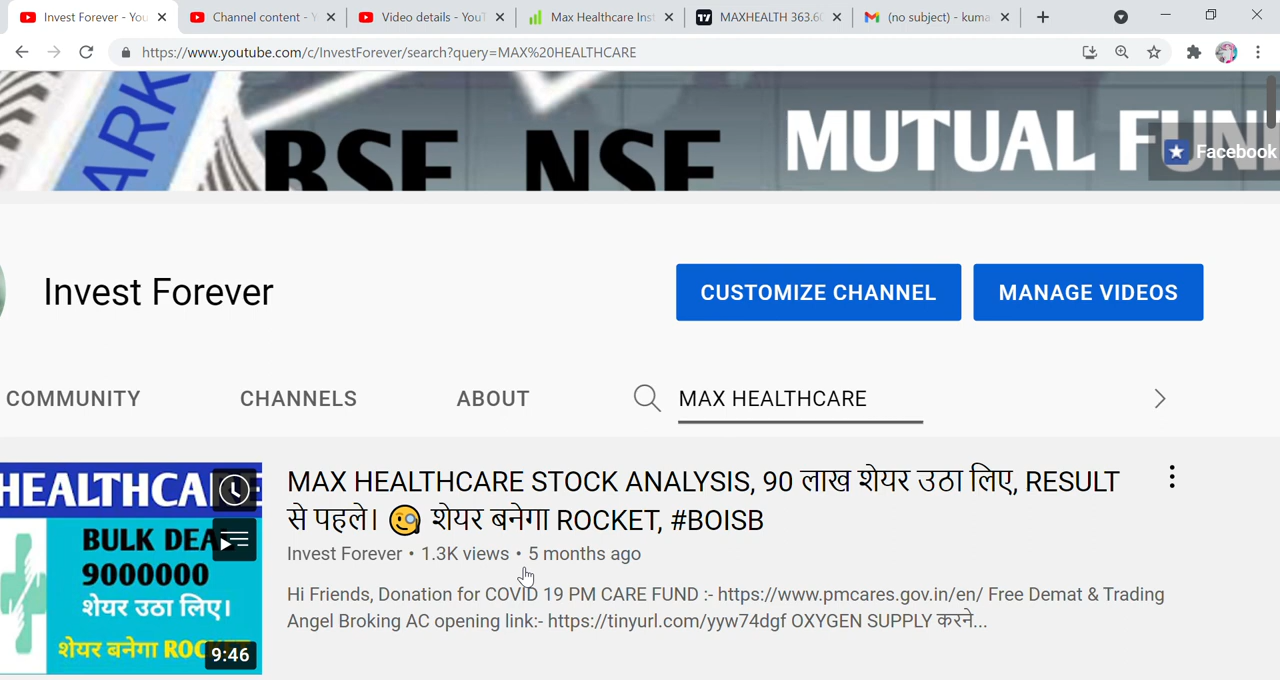 Invest Forever - You
Channel content - Y
Video details - YouT
Max Healthcare Inst
MAXHEALTH 363.60
(no subject) - kuma
https://www.youtube.com/c/InvestForever/search?query=MAX%20HEALTHCARE
ARK
BSE NSE
MUTUAL FUN
Facebook
Invest Forever
CUSTOMIZE CHANNEL
MANAGE VIDEOS
COMMUNITY
CHANNELS
ABOUT
MAX HEALTHCARE
HEALTHCA E
BULK DEA
9000000
शेयर उठा लिए।
शेयर बनेगा ROC
9:46
MAX HEALTHCARE STOCK ANALYSIS, 90 लाख शेयर उठा लिए, RESULT
से पहले। 🧐 शेयर बनेगा ROCKET, #BOISB
Invest Forever • 1.3K views • 5 months ago
Hi Friends, Donation for COVID 19 PM CARE FUND :- https://www.pmcares.gov.in/en/ Free Demat & Trading
Angel Broking AC opening link:- https://tinyurl.com/yyw74dgf OXYGEN SUPPLY करने...